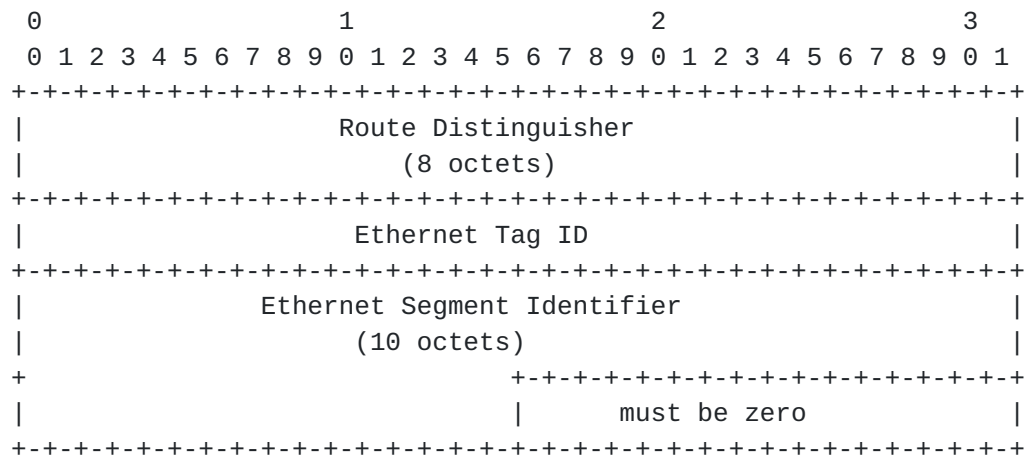 0                   1                   2                   3
 0 1 2 3 4 5 6 7 8 9 0 1 2 3 4 5 6 7 8 9 0 1 2 3 4 5 6 7 8 9 0 1
+-+-+-+-+-+-+-+-+-+-+-+-+-+-+-+-+-+-+-+-+-+-+-+-+-+-+-+-+-+-+-+-+
|                    Route Distinguisher                        |
|                        (8 octets)                             |
+-+-+-+-+-+-+-+-+-+-+-+-+-+-+-+-+-+-+-+-+-+-+-+-+-+-+-+-+-+-+-+-+
|                     Ethernet Tag ID                           |
+-+-+-+-+-+-+-+-+-+-+-+-+-+-+-+-+-+-+-+-+-+-+-+-+-+-+-+-+-+-+-+-+
|               Ethernet Segment Identifier                     |
|                     (10 octets)                               |
+                               +-+-+-+-+-+-+-+-+-+-+-+-+-+-+-+-+
|                               |      must be zero             |
+-+-+-+-+-+-+-+-+-+-+-+-+-+-+-+-+-+-+-+-+-+-+-+-+-+-+-+-+-+-+-+-+